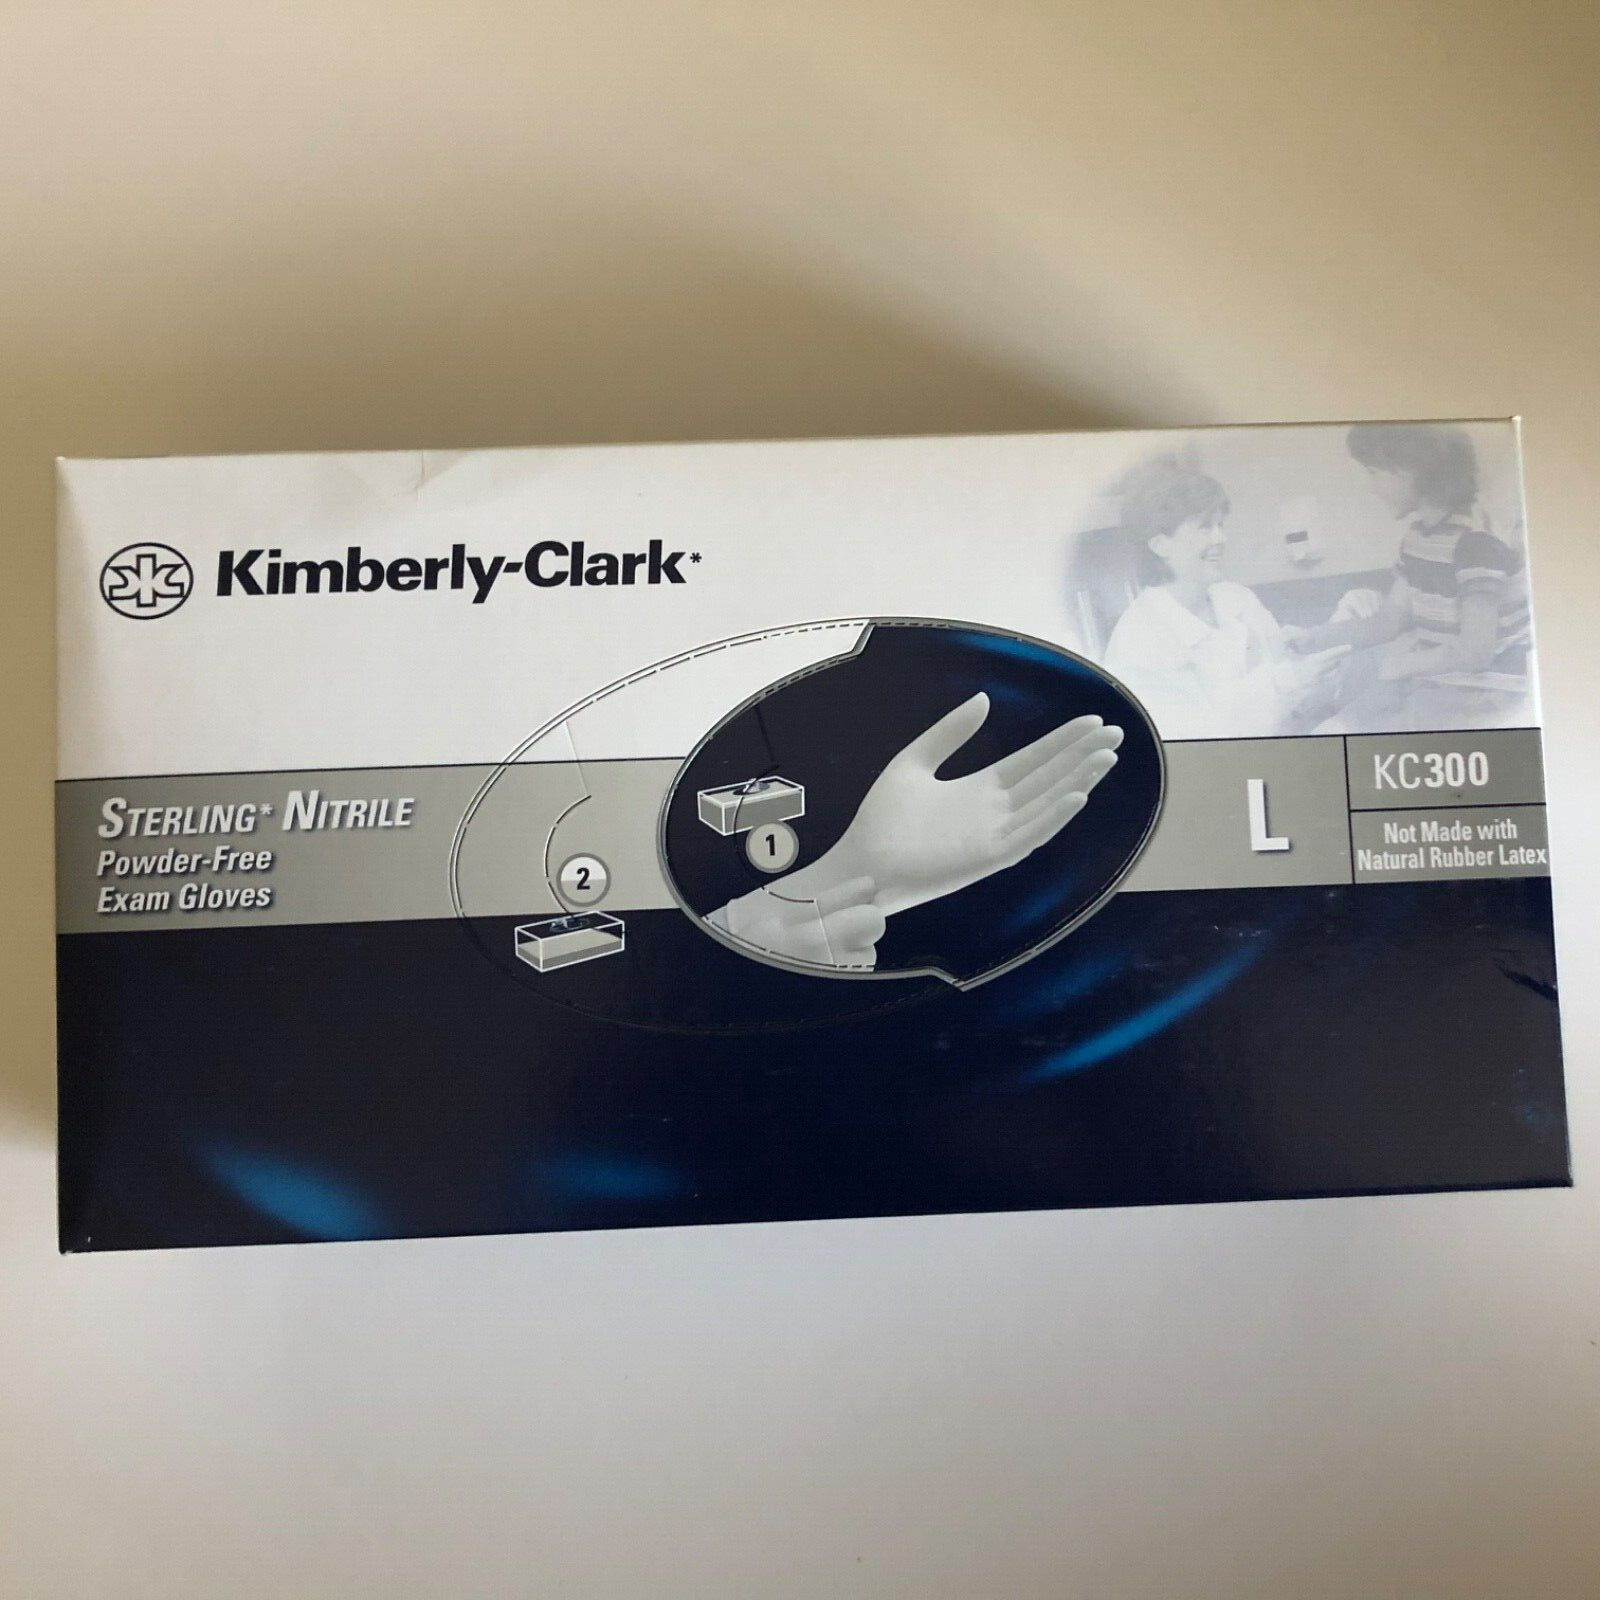 Kimberly-Clark*
STERLING* NITRILE
Powder-Free
Exam Gloves
2
1
L
KC300
Not Made with
Natural Rubber Latex